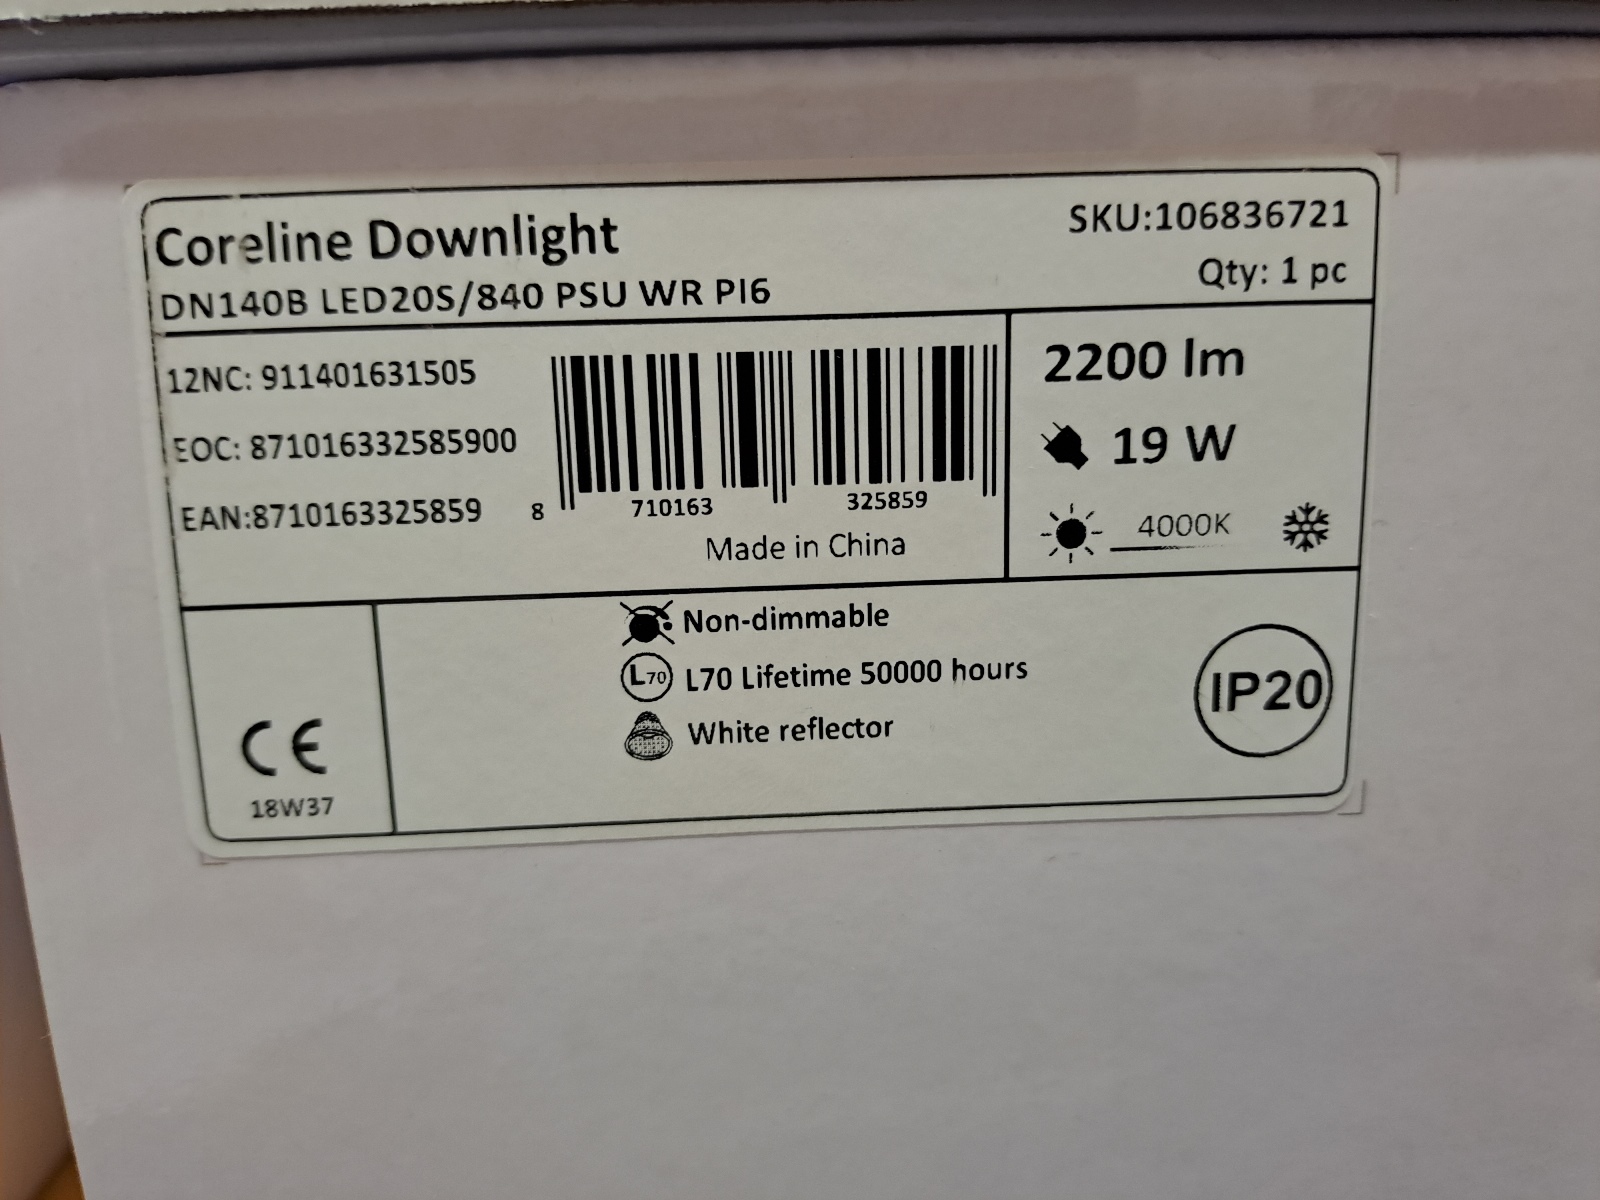 Coreline Downlight
SKU:106836721
DN140B LED20S/840 PSU WR PI6
Qty: 1 pc
12NC: 911401631505
EOC: 871016332585900
EAN:8710163325859
8 710163 325859
Made in China
2200 lm
19 W
4000K
Non-dimmable
L70 L70 Lifetime 50000 hours
White reflector
IP20
CE
18W37